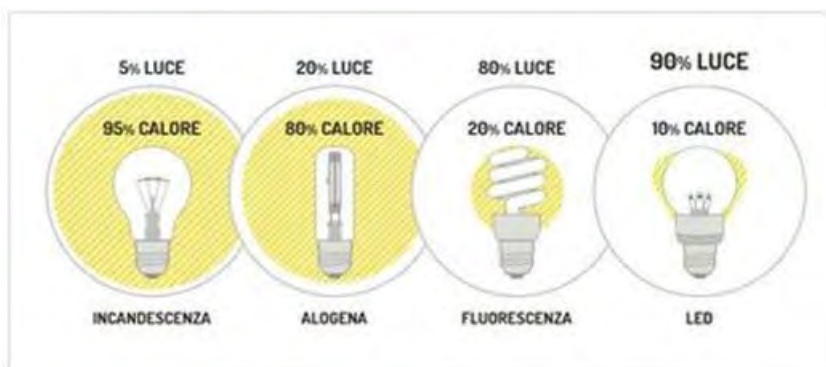 5% LUCE
20% LUCE
80% LUCE
90% LUCE
95% CALORE
80% CALORE
20% CALORE
10% CALORE
INCANDESCENZA
ALOGENA
FLUORESCENZA
LED